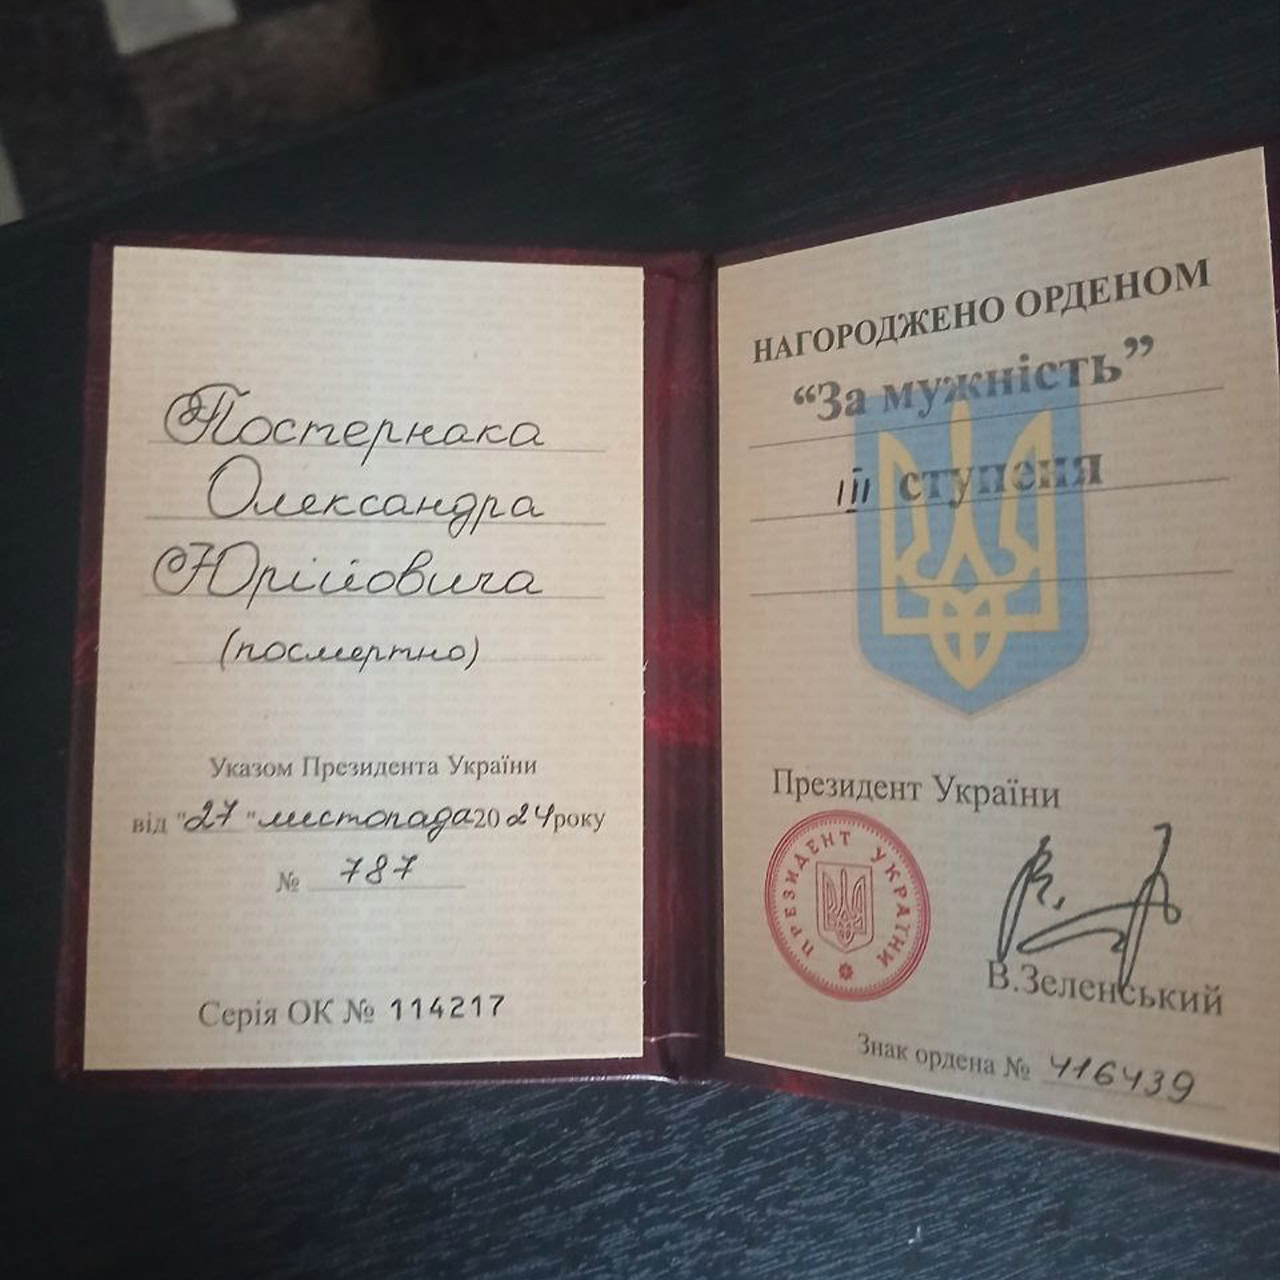 Постернака
Олександра
Юрійовича
(посмертно)
Указом Президента України
від "27" листопада 2024 року
№ 787
Серія ОК № 114217
НАГОРОДЖЕНО ОРДЕНОМ
“За мужність”
ІІІ ступеня
Президент України
ПРЕЗИДЕНТ УКРАЇНИ
В.Зеленський
Знак ордена № 416439